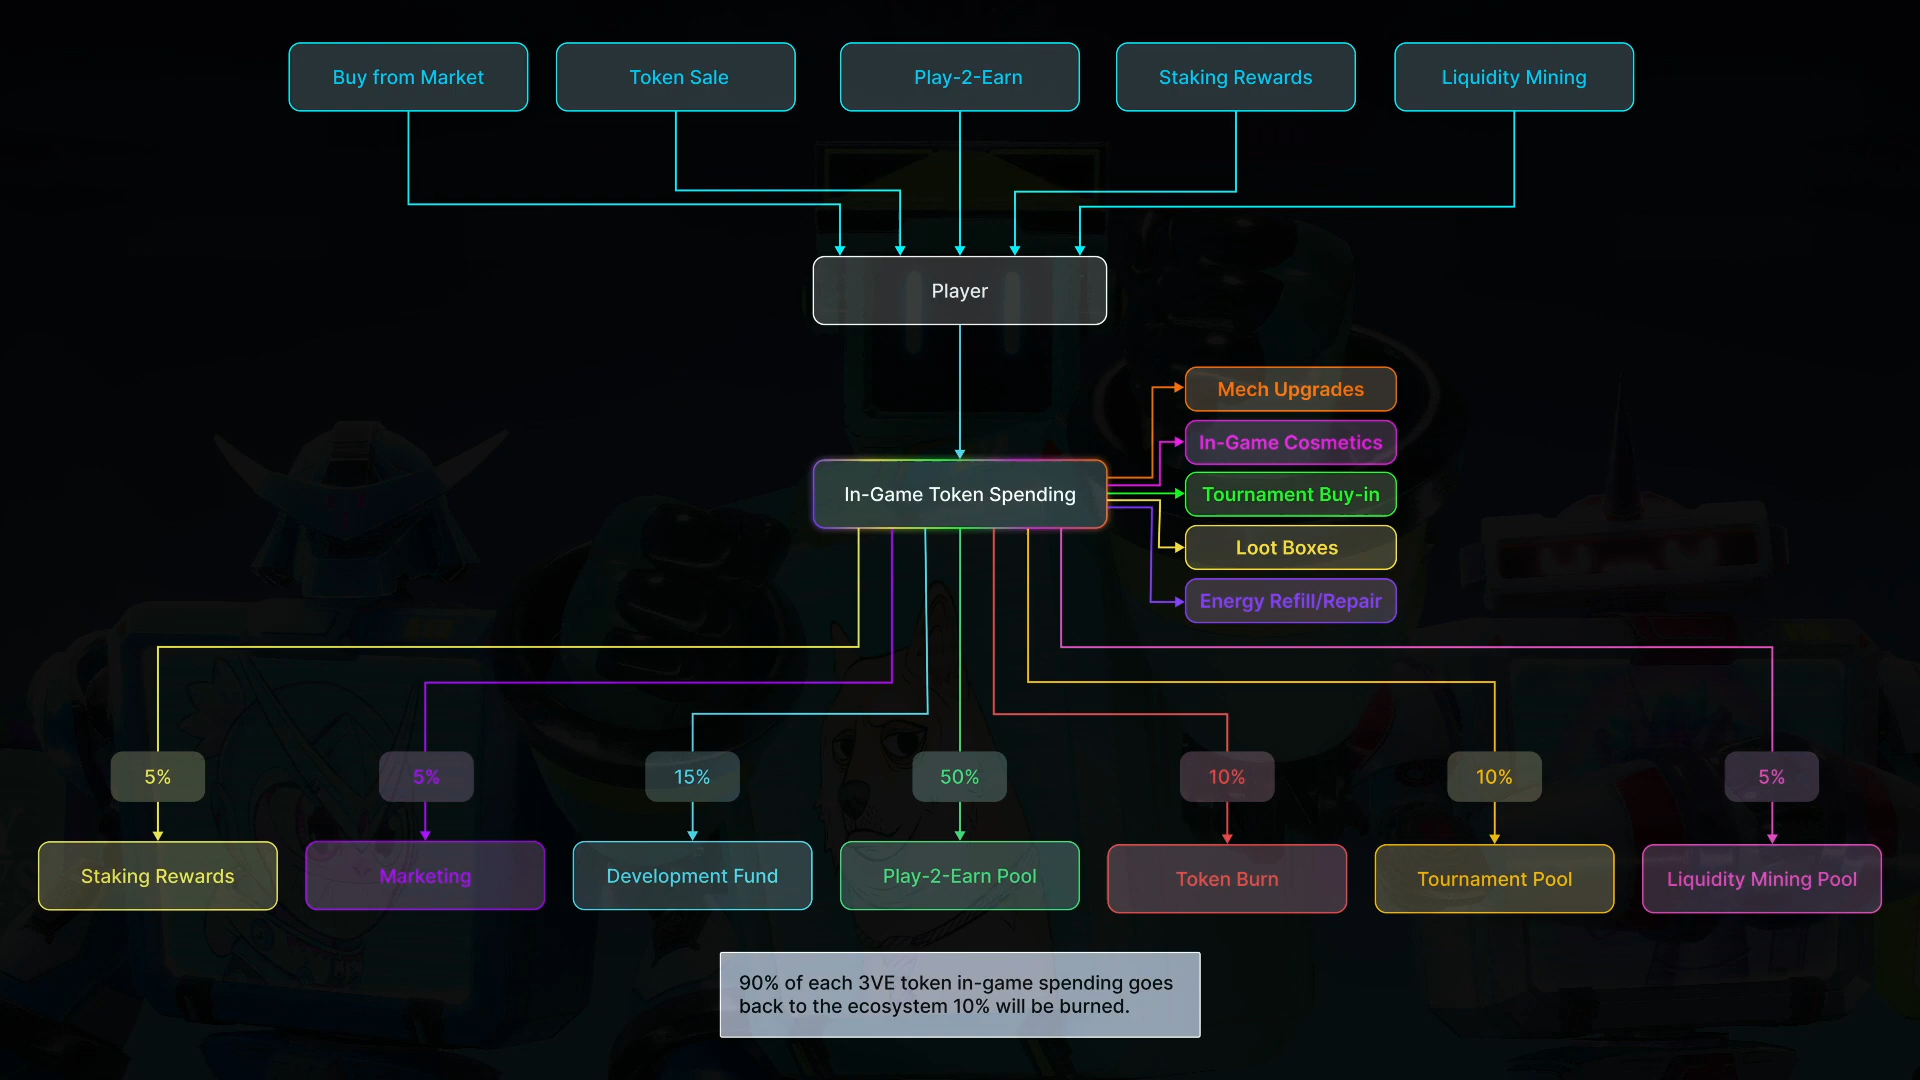 Buy from Market
Token Sale
Play-2-Earn
Staking Rewards
Liquidity Mining
Player
Mech Upgrades
In-Game Cosmetics
In-Game Token Spending
Tournament Buy-in
Loot Boxes
Energy Refill/Repair
5%
5%
15%
50%
10%
10%
5%
Staking Rewards
Marketing
Development Fund
Play-2-Earn Pool
Token Burn
Tournament Pool
Liquidity Mining Pool
90% of each 3VE token in-game spending goes
back to the ecosystem 10% will be burned.